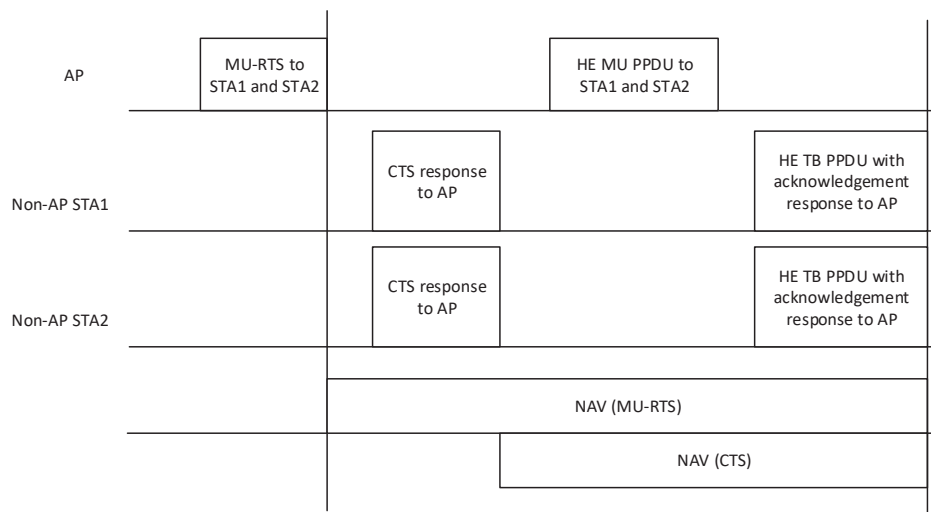 AP
MU-RTS to
STA1 and STA2
HE MU PPDU to
STA1 and STA2
Non-AP STA1
CTS response
to AP
HE TB PPDU with
acknowledgement
response to AP
Non-AP STA2
CTS response
to AP
HE TB PPDU with
acknowledgement
response to AP
NAV (MU-RTS)
NAV (CTS)